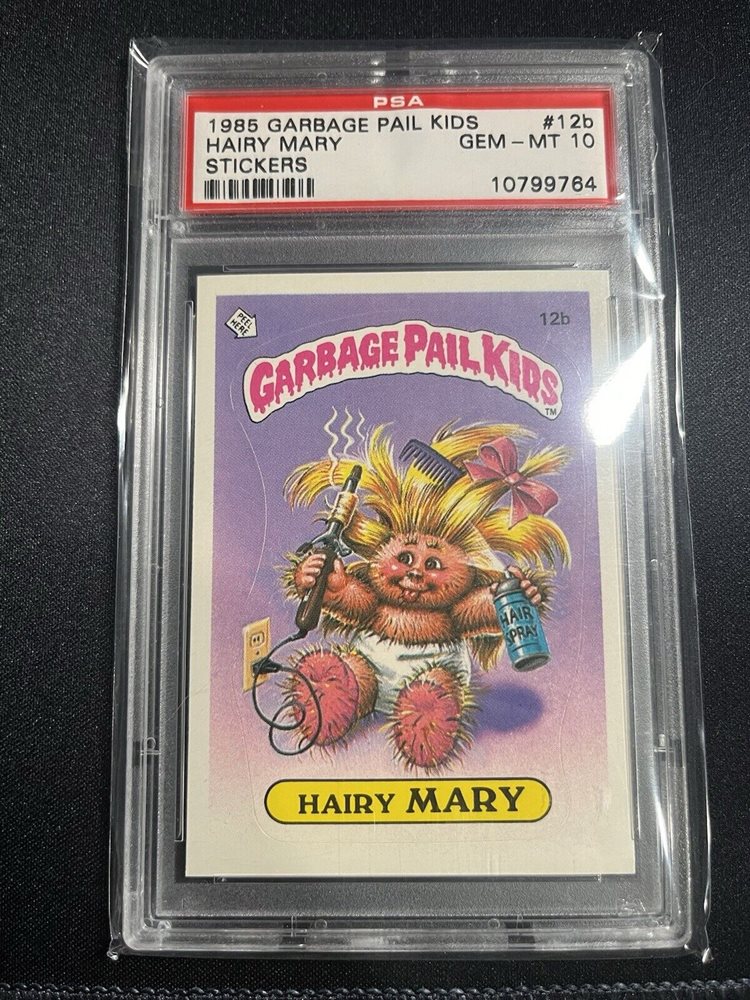 PSA
1985 GARBAGE PAIL KIDS #12b
HAIRY MARY GEM - MT 10
STICKERS
10799764
PEEL
HERE
12b
GARBAGE PAIL KIDS
TM
HAIR
SPRAY
HAIRY MARY